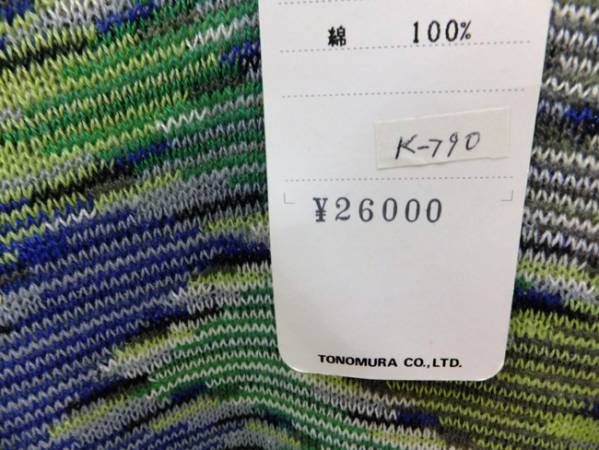 綿 100%
K-790
¥26000
TONOMURA CO.,LTD.